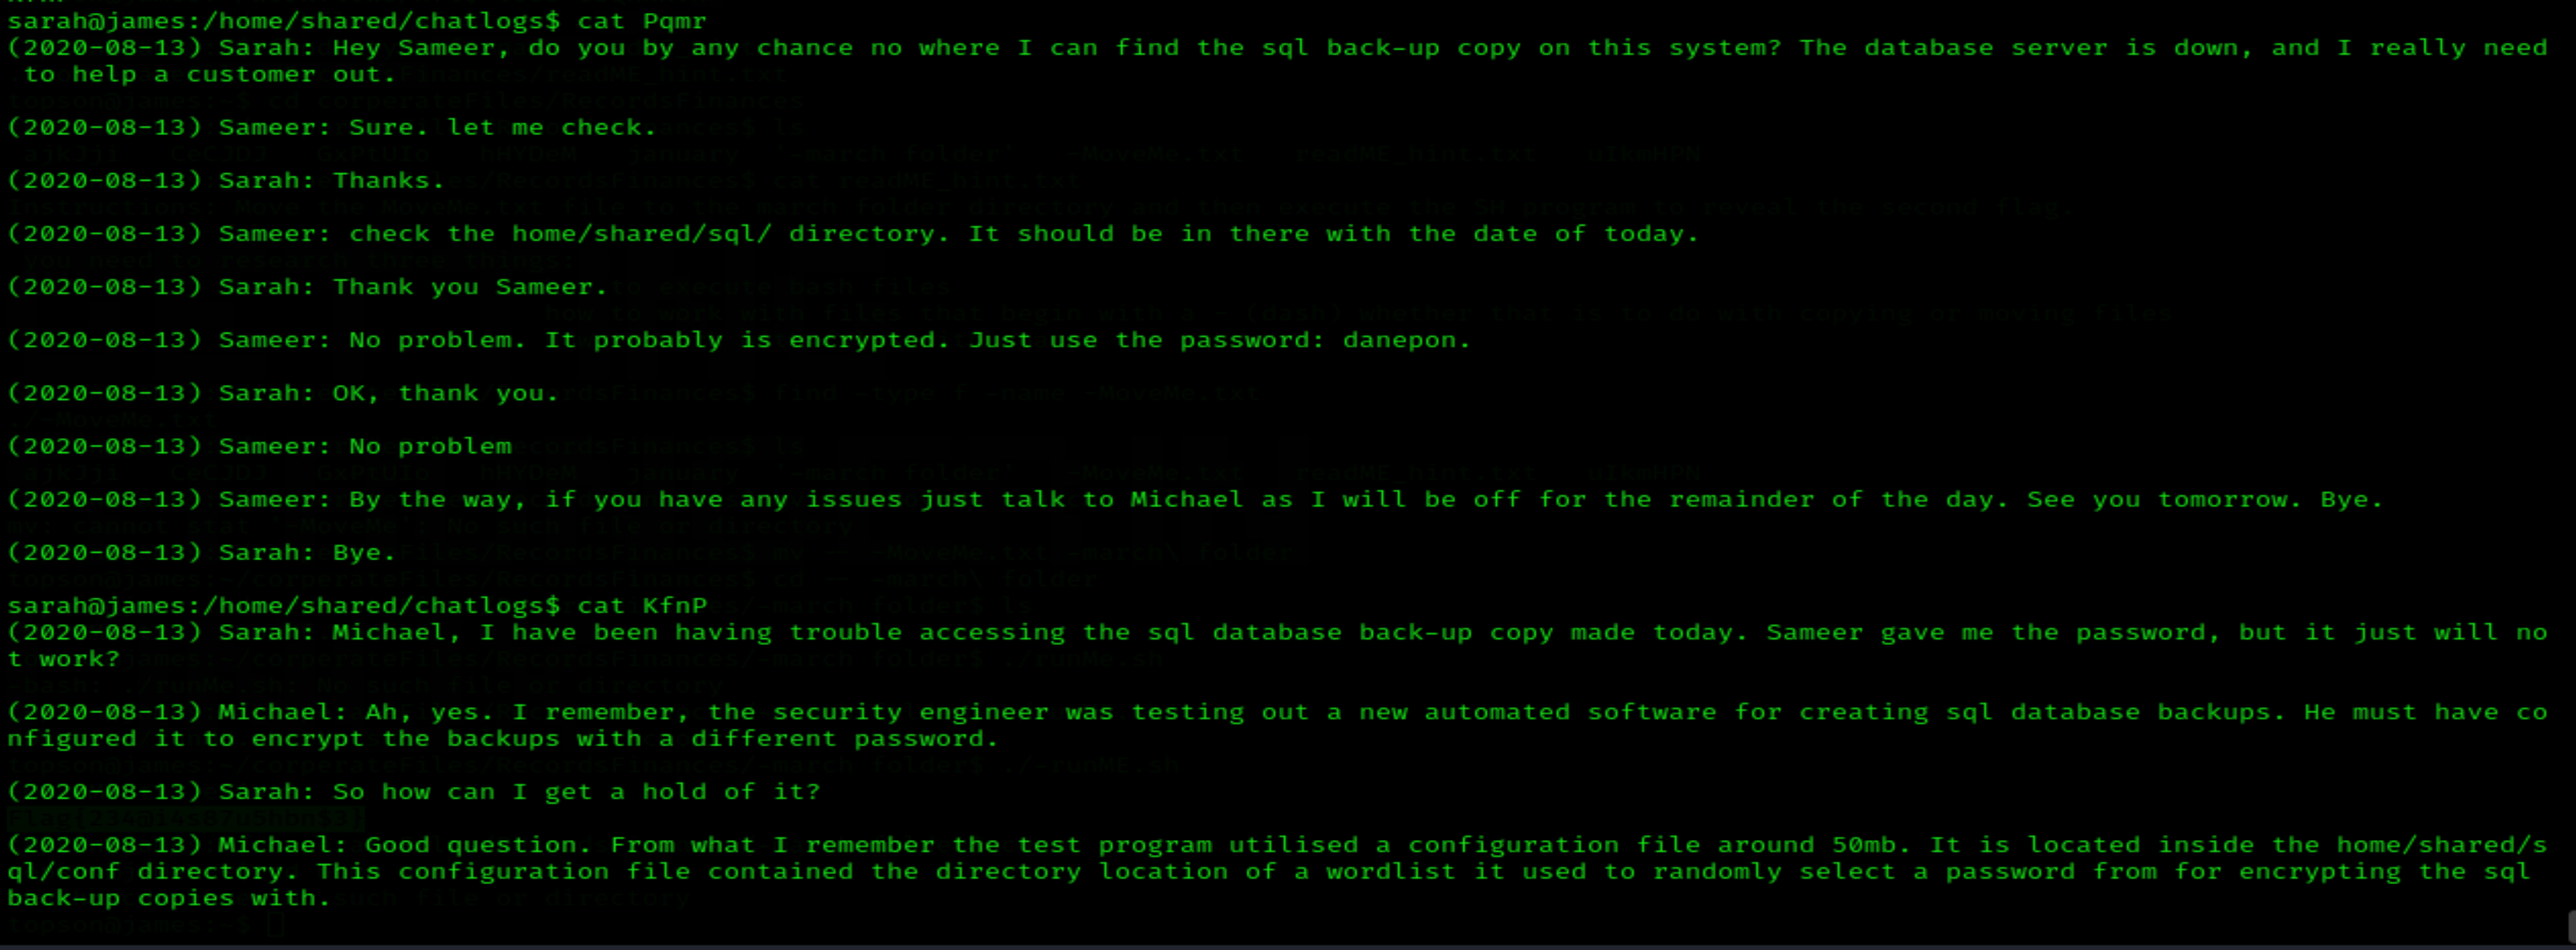 sarah@james:/home/shared/chatlogs$ cat Pqmr
(2020-08-13) Sarah: Hey Sameer, do you by any chance no where I can find the sql back-up copy on this system? The database server is down, and I really need
to help a customer out.
(2020-08-13) Sameer: Sure. let me check.
(2020-08-13) Sarah: Thanks.
(2020-08-13) Sameer: check the home/shared/sql/ directory. It should be in there with the date of today.
(2020-08-13) Sarah: Thank you Sameer.
(2020-08-13) Sameer: No problem. It probably is encrypted. Just use the password: danepon.
(2020-08-13) Sarah: OK, thank you.
(2020-08-13) Sameer: No problem
(2020-08-13) Sameer: By the way, if you have any issues just talk to Michael as I will be off for the remainder of the day. See you tomorrow. Bye.
(2020-08-13) Sarah: Bye.
sarah@james:/home/shared/chatlogs$ cat KfnP
(2020-08-13) Sarah: Michael, I have been having trouble accessing the sql database back-up copy made today. Sameer gave me the password, but it just will no
t work?
(2020-08-13) Michael: Ah, yes. I remember, the security engineer was testing out a new automated software for creating sql database backups. He must have co
nfigured it to encrypt the backups with a different password.
(2020-08-13) Sarah: So how can I get a hold of it?
(2020-08-13) Michael: Good question. From what I remember the test program utilised a configuration file around 50mb. It is located inside the home/shared/s
ql/conf directory. This configuration file contained the directory location of a wordlist it used to randomly select a password from for encrypting the sql
back-up copies with.